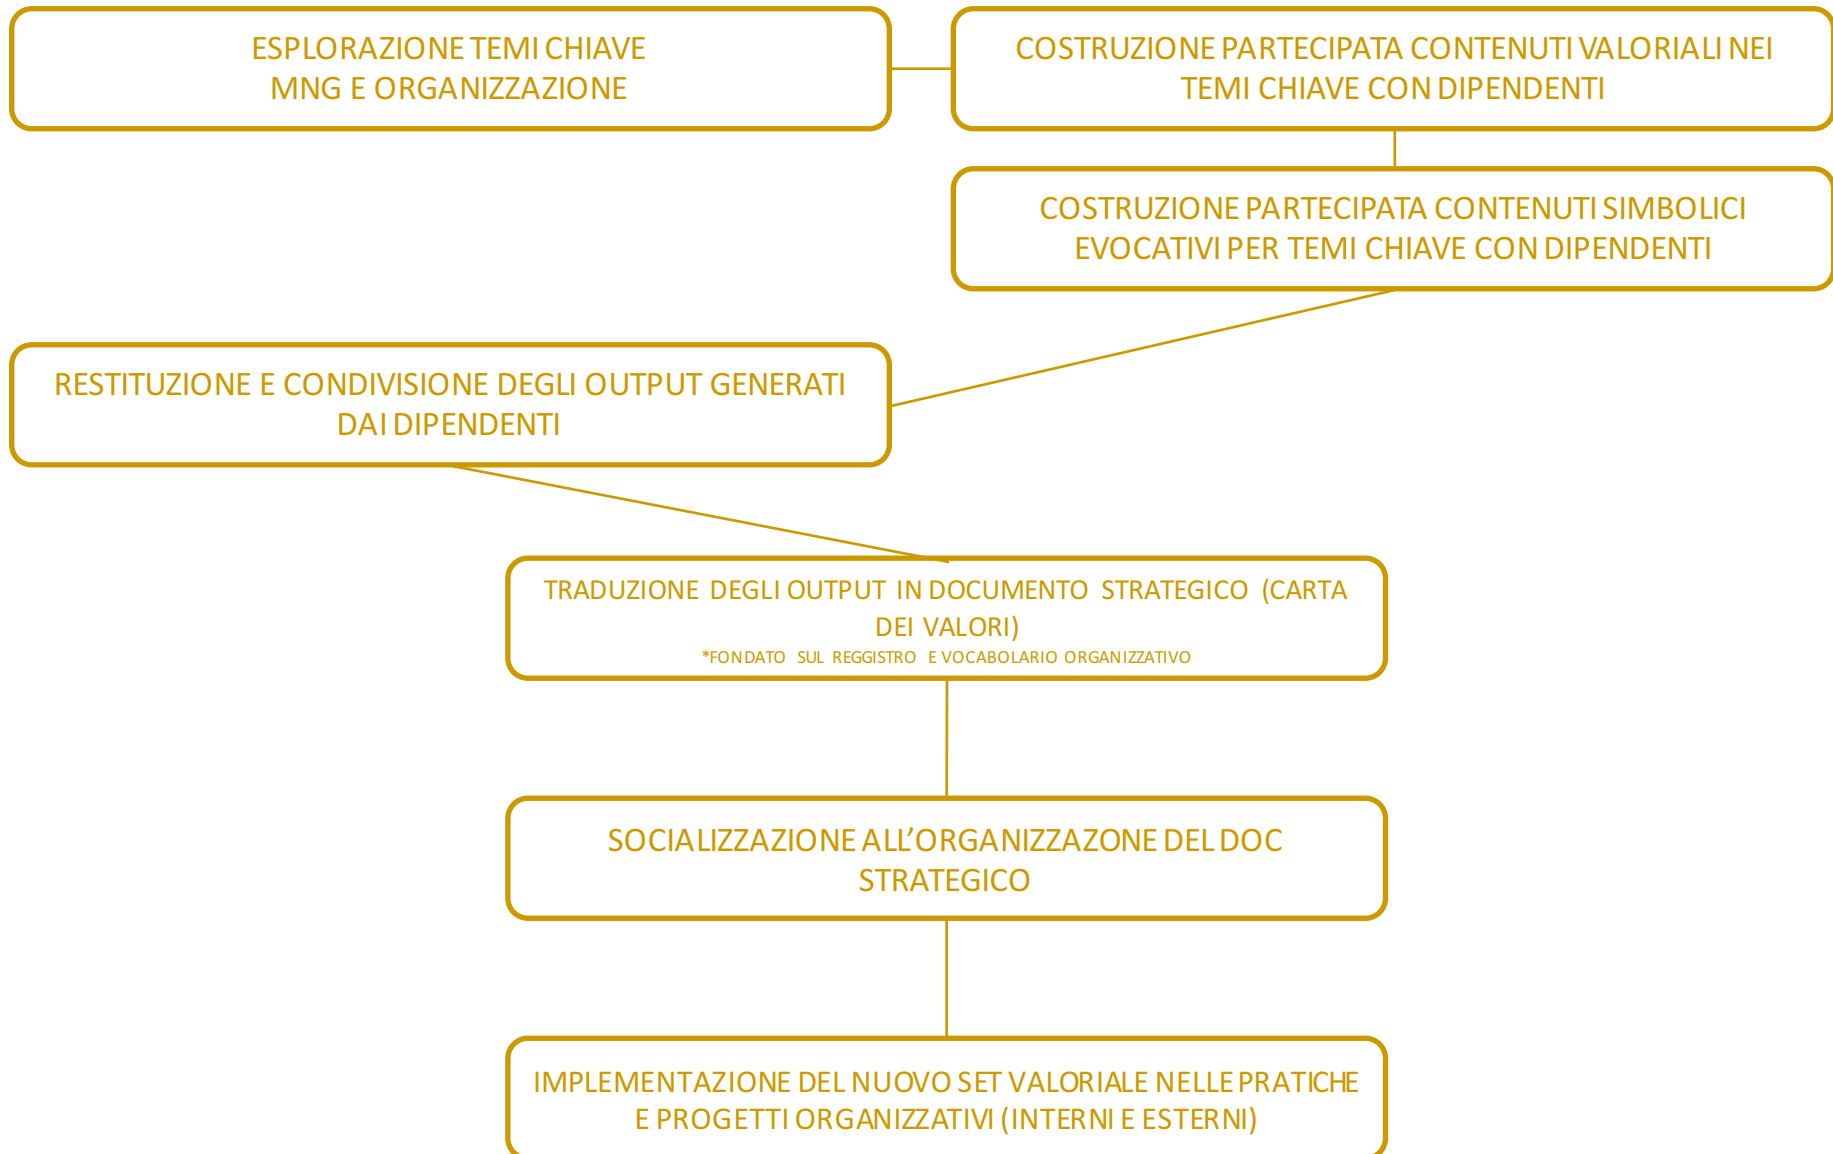 ESPLORAZIONE TEMI CHIAVE
MNG E ORGANIZZAZIONE
COSTRUZIONE PARTECIPATA CONTENUTI VALORIALI NEI
TEMI CHIAVE CON DIPENDENTI
COSTRUZIONE PARTECIPATA CONTENUTI SIMBOLICI
EVOCATIVI PER TEMI CHIAVE CON DIPENDENTI
RESTITUZIONE E CONDIVISIONE DEGLI OUTPUT GENERATI
DAI DIPENDENTI
TRADUZIONE DEGLI OUTPUT IN DOCUMENTO STRATEGICO (CARTA
DEI VALORI)
*FONDATO SUL REGGISTRO E VOCABOLARIO ORGANIZZATIVO
SOCIALIZZAZIONE ALL'ORGANIZZAZONE DEL DOC
STRATEGICO
IMPLEMENTAZIONE DEL NUOVO SET VALORIALE NELLE PRATICHE
E PROGETTI ORGANIZZATIVI (INTERNI E ESTERNI)